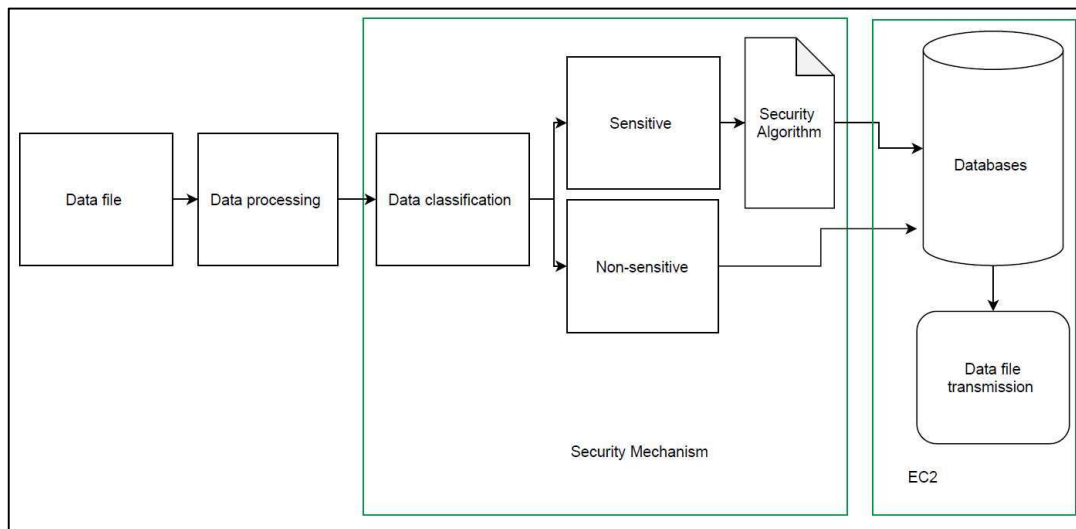 Data file
Data processing
Data classification
Sensitive
Non-sensitive
Security
Algorithm
Databases
Data file
transmission
Security Mechanism
EC2